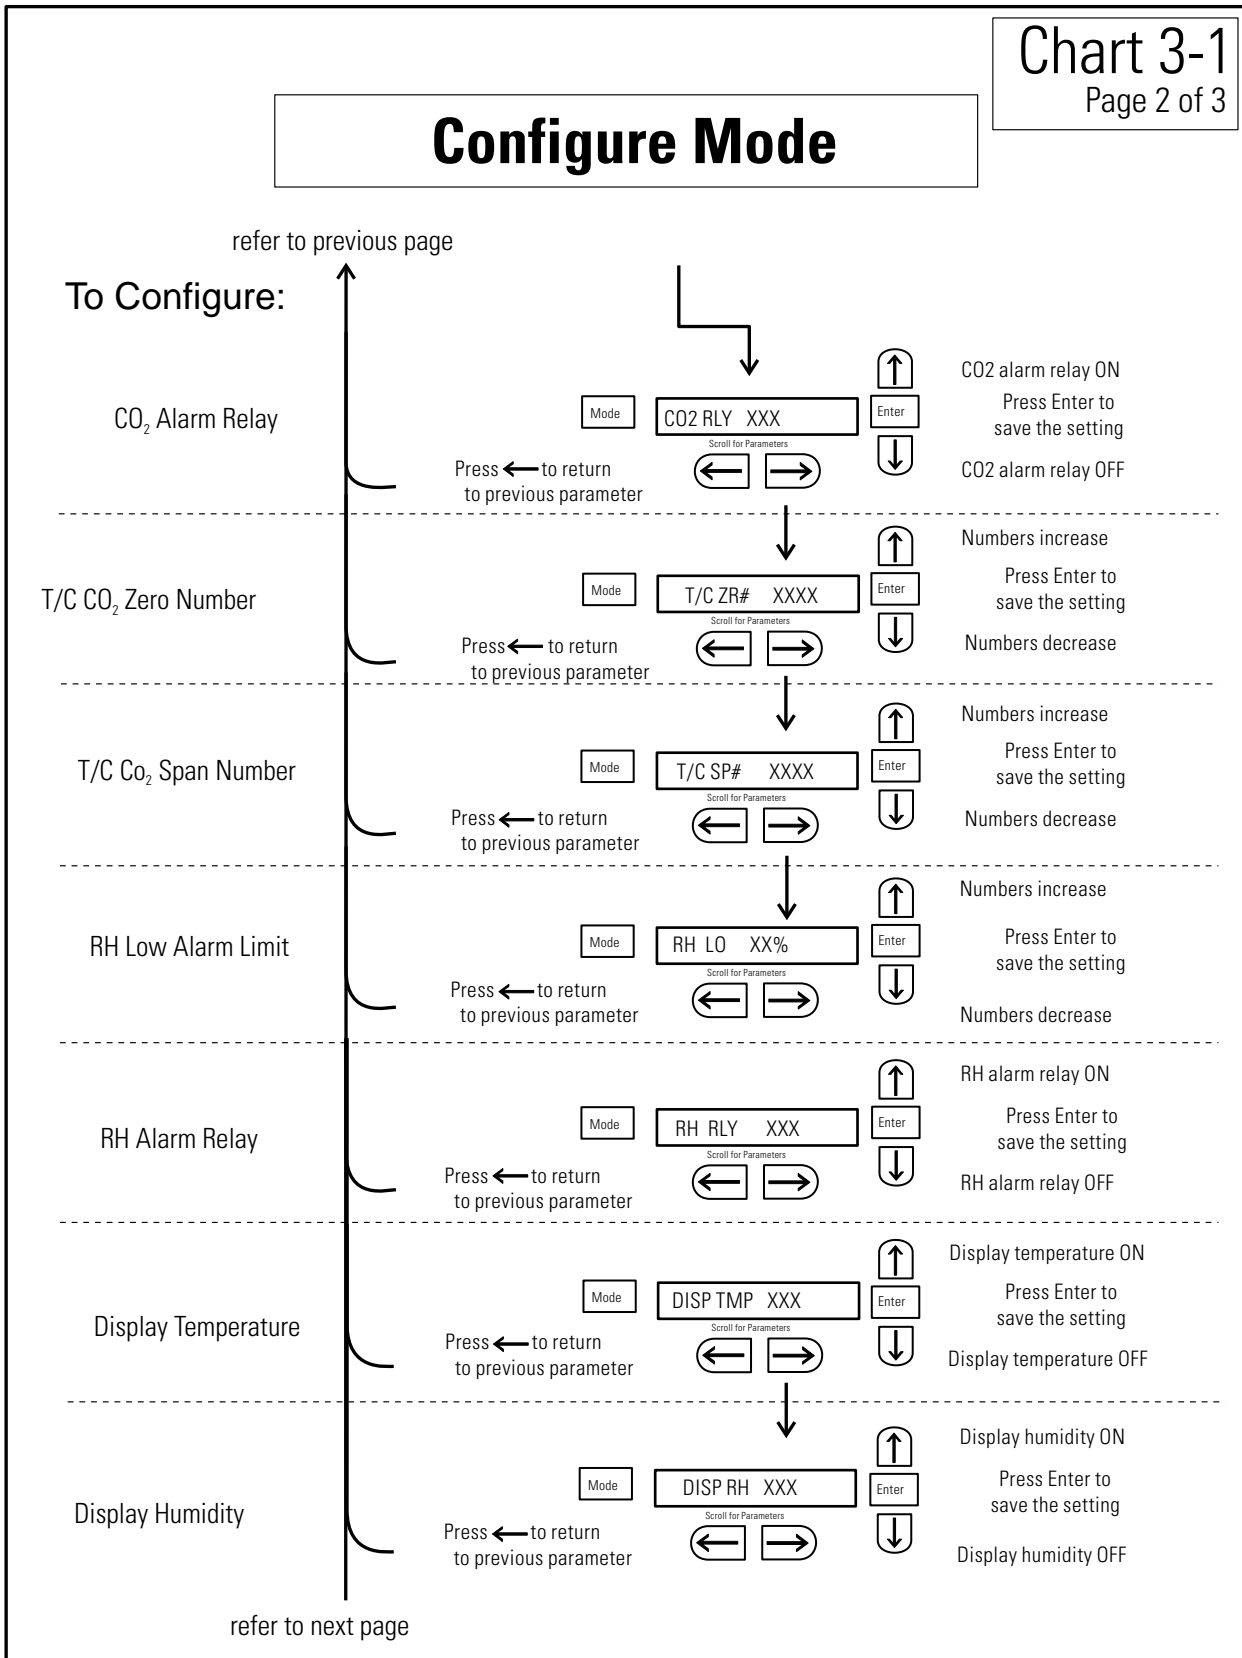 Chart 3-1
Page 2 of 3
Configure Mode
refer to previous page
To Configure:
CO₂ Alarm Relay
Mode
CO2 RLY XXX
Scroll for Parameters
Press ← to return
to previous parameter
CO2 alarm relay ON
Enter
Press Enter to
save the setting
CO2 alarm relay OFF
T/C CO₂ Zero Number
Mode
T/C ZR# XXXX
Scroll for Parameters
Press ← to return
to previous parameter
Numbers increase
Enter
Press Enter to
save the setting
Numbers decrease
T/C Co₂ Span Number
Mode
T/C SP# XXXX
Scroll for Parameters
Press ← to return
to previous parameter
Numbers increase
Enter
Press Enter to
save the setting
Numbers decrease
RH Low Alarm Limit
Mode
RH LO XX%
Scroll for Parameters
Press ← to return
to previous parameter
Numbers increase
Enter
Press Enter to
save the setting
Numbers decrease
RH Alarm Relay
Mode
RH RLY XXX
Scroll for Parameters
Press ← to return
to previous parameter
RH alarm relay ON
Enter
Press Enter to
save the setting
RH alarm relay OFF
Display Temperature
Mode
DISP TMP XXX
Scroll for Parameters
Press ← to return
to previous parameter
Display temperature ON
Enter
Press Enter to
save the setting
Display temperature OFF
Display Humidity
Mode
DISP RH XXX
Scroll for Parameters
Press ← to return
to previous parameter
Display humidity ON
Enter
Press Enter to
save the setting
Display humidity OFF
refer to next page